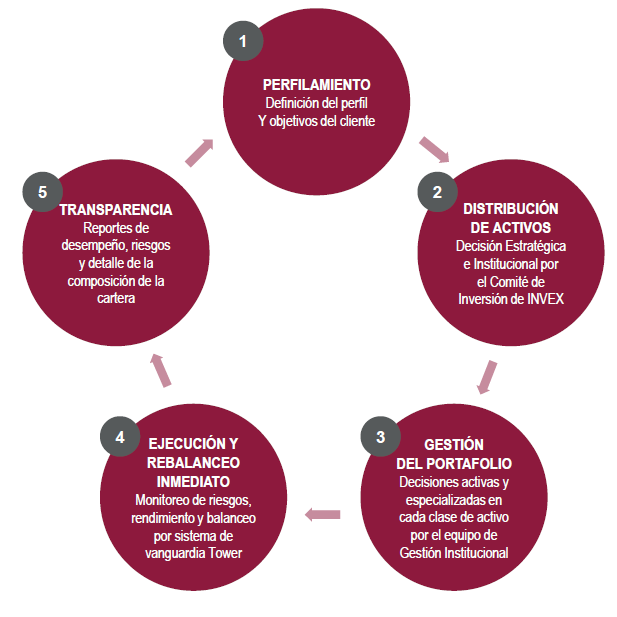 1
PERFILAMIENTO
Definición del perfil
Y objetivos del cliente
2
DISTRIBUCIÓN
DE ACTIVOS
Decisión Estratégica
e Institucional por
el Comité de
Inversión de INVEX
3
GESTIÓN
DEL PORTAFOLIO
Decisiones activas y
especializadas en
cada clase de activo
por el equipo de
Gestión Institucional
4
EJECUCIÓN Y
REBALANCEO
INMEDIATO
Monitoreo de riesgos,
rendimiento y balanceo
por sistema de
vanguardia Tower
5
TRANSPARENCIA
Reportes de
desempeño, riesgos
y detalle de la
composición de la
cartera